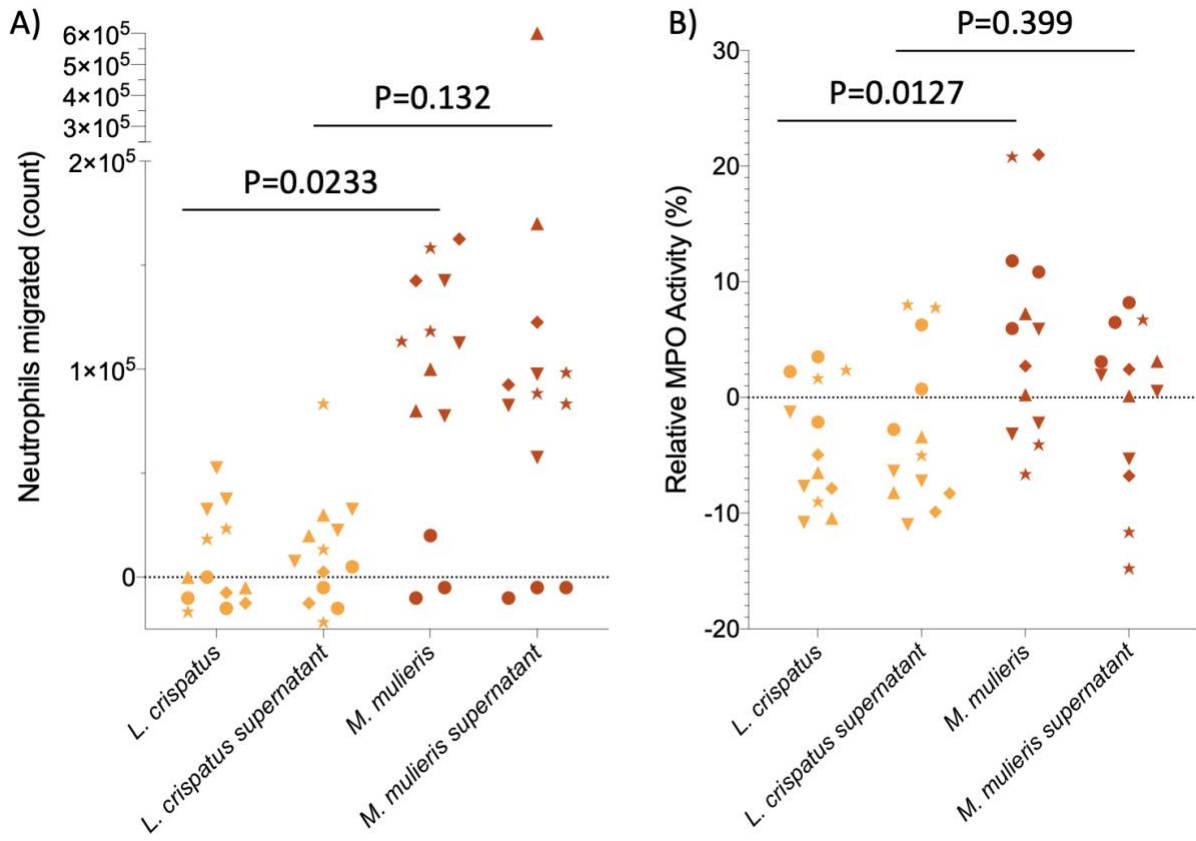 A)
6×10⁵
5×10⁵
4×10⁵
3×10⁵
2×10⁵
1×10⁵
0
Neutrophils migrated (count)
P=0.132
P=0.0233
L. crispatus
L. crispatus supernatant
M. mulieris
M. mulieris supernatant
B)
30
20
10
0
-10
-20
Relative MPO Activity (%)
P=0.399
P=0.0127
L. crispatus
L. crispatus supernatant
M. mulieris
M. mulieris supernatant